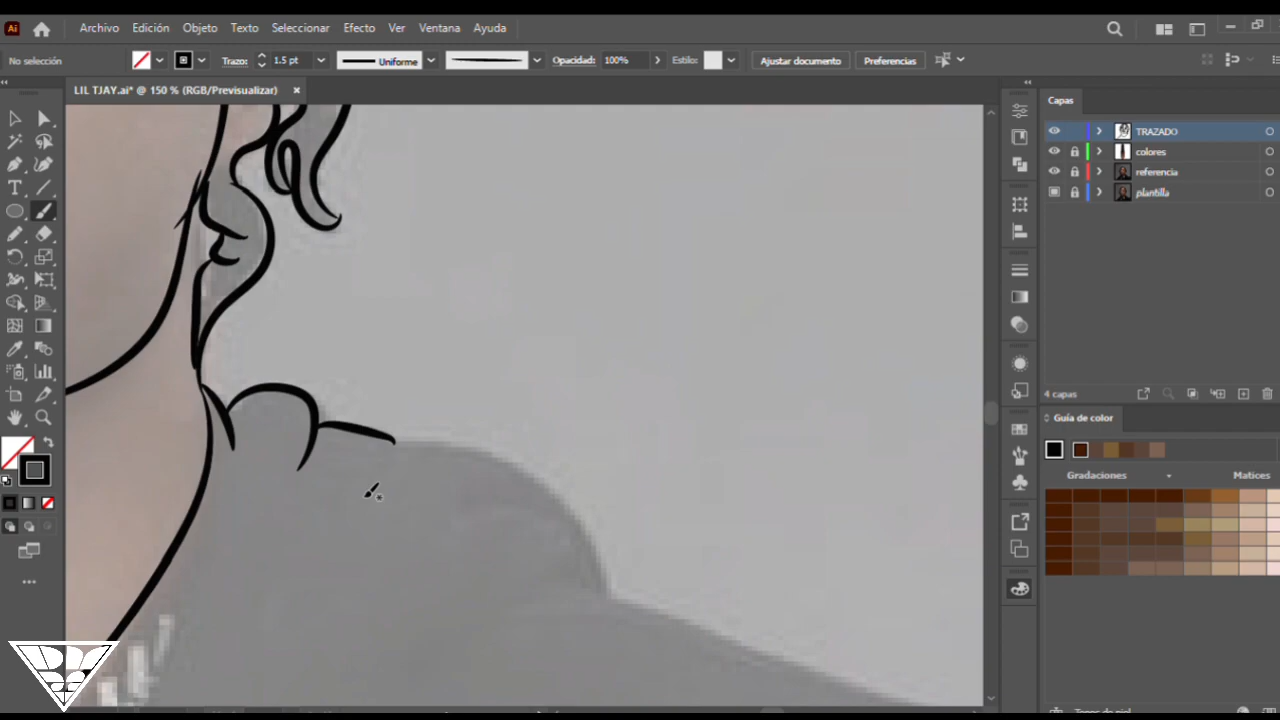 Ai Archivo Edición Objeto Texto Seleccionar Efecto Ver Ventana Ayuda
No selección Trazo: 1.5 pt Uniforme Opacidad: 100% Estilo: Ajustar documento Preferencias
LIL TJAY.ai* @ 150 % (RGB/Previsualizar)
Capas
TRAZADO
colores
referencia
plantilla
4 capas
Guía de color
Gradaciones Matices